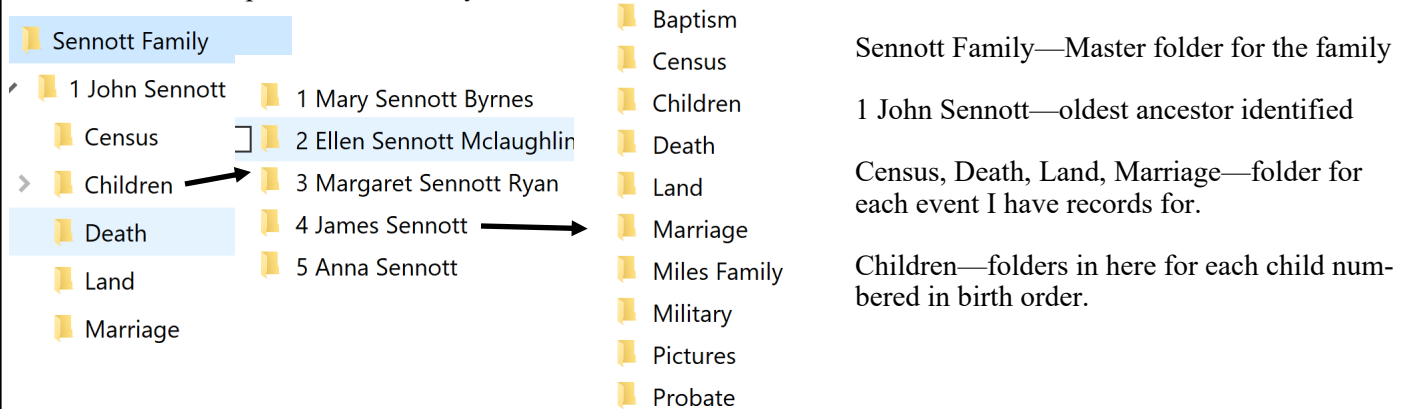 Sennott Family
1 John Sennott
Census
Children
Death
Land
Marriage
1 Mary Sennott Byrnes
2 Ellen Sennott Mclaughlin
3 Margaret Sennott Ryan
4 James Sennott
5 Anna Sennott
Baptism
Census
Children
Death
Land
Marriage
Miles Family
Military
Pictures
Probate
Sennott Family—Master folder for the family
1 John Sennott—oldest ancestor identified
Census, Death, Land, Marriage—folder for
each event I have records for.
Children—folders in here for each child num-
bered in birth order.